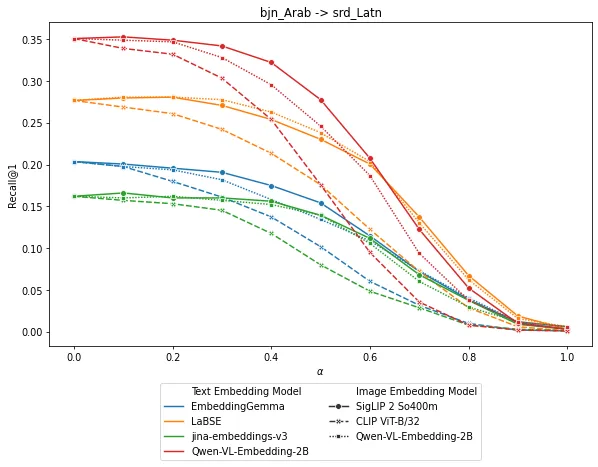 bjn_Arab -> srd_Latn
Recall@1
0.35
0.30
0.25
0.20
0.15
0.10
0.05
0.00
0.0 0.2 0.4 0.6 0.8 1.0
α
Text Embedding Model
EmbeddingGemma
LaBSE
jina-embeddings-v3
Qwen-VL-Embedding-2B
Image Embedding Model
SigLIP 2 So400m
CLIP ViT-B/32
Qwen-VL-Embedding-2B